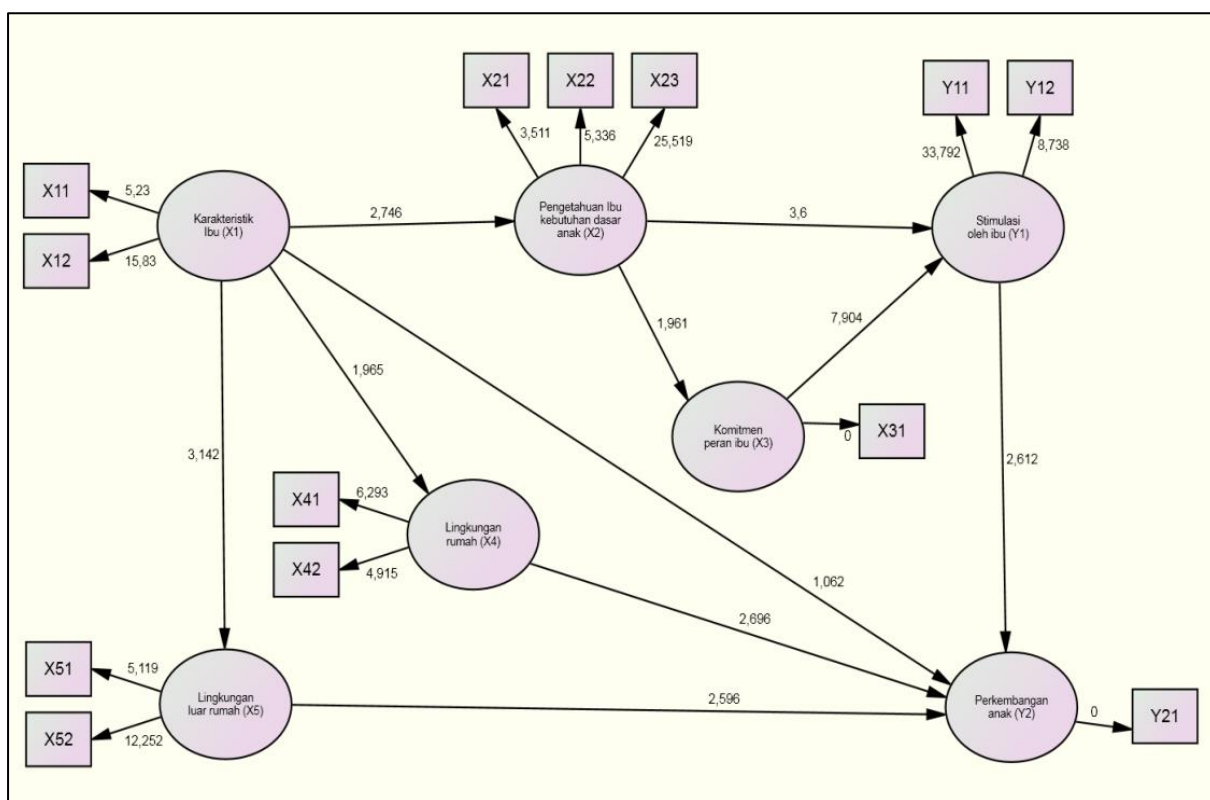 X21
X22
X23
Y11
Y12
3,511
5,336
25,519
33,792
8,738
X11
5,23
X12
15,83
Karakteristik
Ibu (X1)
2,746
Pengetahuan Ibu
kebutuhan dasar
anak (X2)
3,6
Stimulasi
oleh ibu (Y1)
1,961
7,904
1,965
Komitmen
peran ibu (X3)
0
X31
3,142
2,612
X41
6,293
X42
4,915
Lingkungan
rumah (X4)
1,062
2,696
X51
5,119
X52
12,252
Lingkungan
luar rumah (X5)
2,596
Perkembangan
anak (Y2)
0
Y21